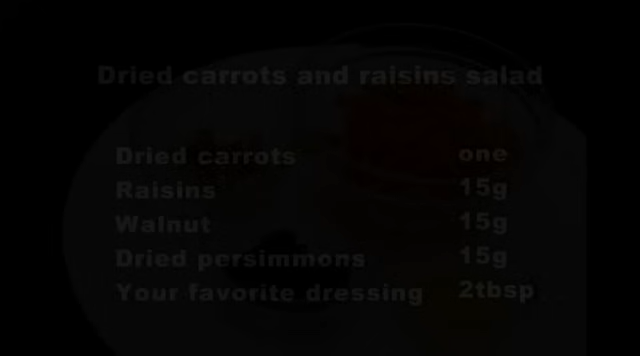 Dried carrots and raisins salad
Dried carrots one
Raisins 15g
Walnut 15g
Dried persimmons 15g
Your favorite dressing 2tbsp